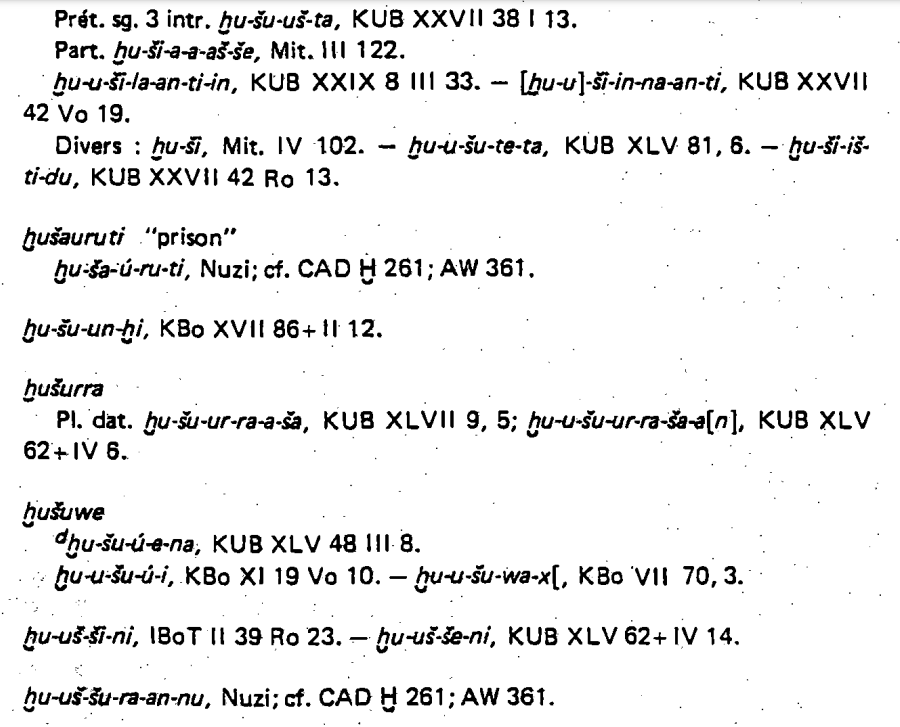 Prét. sg. 3 intr. ḫu-šu-uš-ta, KUB XXVII 38 I 13.
Part. ḫu-ši-a-a-aš-še, Mit. III 122.
ḫu-u-ši-la-an-ti-in, KUB XXIX 8 III 33. — [ḫu-u]-ši-in-na-an-ti, KUB XXVII
42 Vo 19.
Divers : ḫu-ši, Mit. IV 102. — ḫu-u-šu-te-ta, KUB XLV 81, 6. — ḫu-ši-iš-
ti-du, KUB XXVII 42 Ro 13.
ḫušauruti "prison"
ḫu-ša-ú-ru-ti, Nuzi; cf. CAD Ḫ 261; AW 361.
ḫu-šu-un-ḫi, KBo XVII 86+ II 12.
ḫušurra
Pl. dat. ḫu-šu-ur-ra-a-ša, KUB XLVII 9, 5; ḫu-u-šu-ur-ra-ša-a[n], KUB XLV
62+ IV 6.
ḫušuwe
ᵈḫu-šu-ú-e-na, KUB XLV 48 III 8.
ḫu-u-šu-ú-i, KBo XI 19 Vo 10. — ḫu-u-šu-wa-x[, KBo VII 70, 3.
ḫu-uš-ši-ni, IBoT II 39 Ro 23. — ḫu-uš-še-ni, KUB XLV 62+ IV 14.
ḫu-uš-šu-ra-an-nu, Nuzi; cf. CAD Ḫ 261; AW 361.